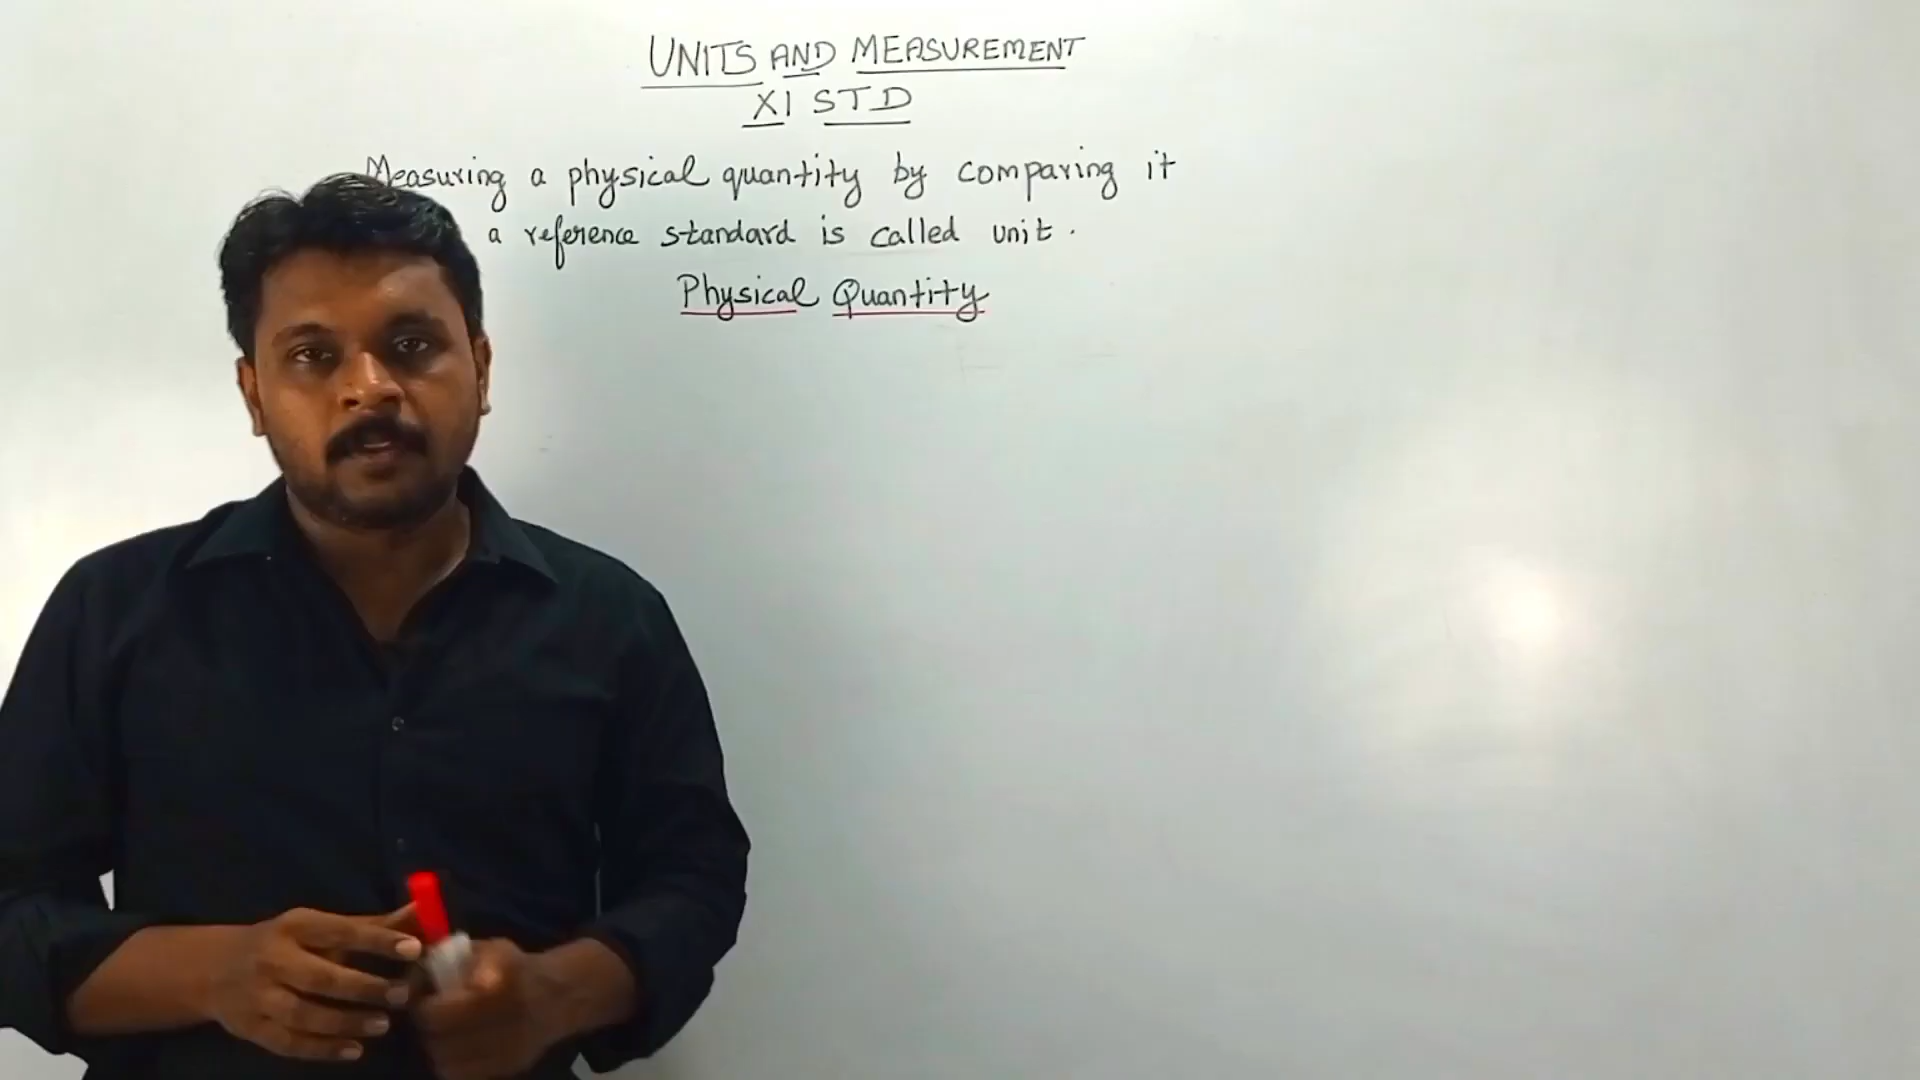 UNITS AND MEASUREMENT
XI STD
Measuring a physical quantity by comparing it
a reference standard is called unit.
Physical Quantity